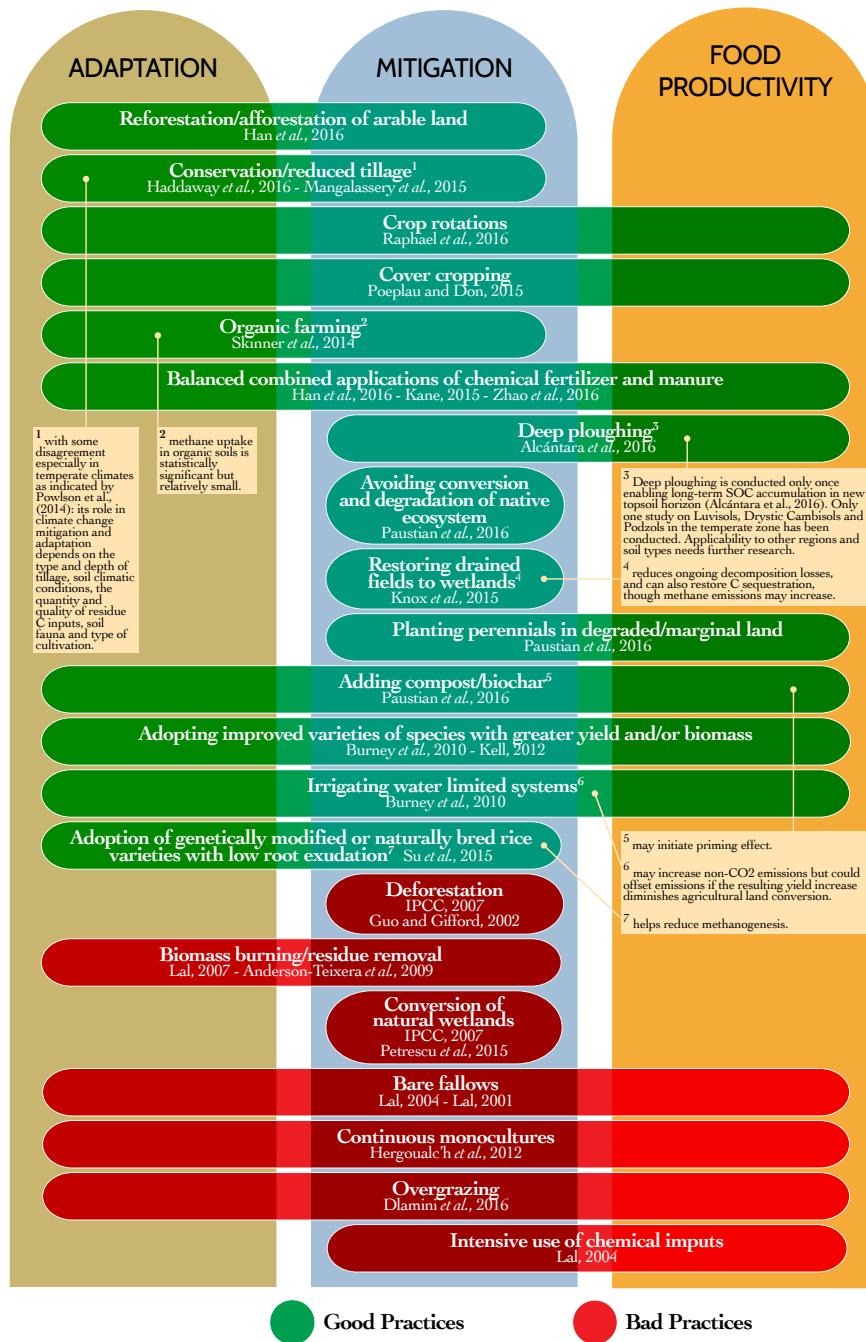 ADAPTATION
MITIGATION
FOOD
PRODUCTIVITY
Reforestation/afforestation of arable land
Han et al., 2016
Conservation/reduced tillage1
Haddaway et al., 2016 - Mangalassery et al., 2015
Crop rotations
Raphael et al., 2016
Cover cropping
Poeplau and Don, 2015
Organic farming2
Skinner et al., 2014
Balanced combined applications of chemical fertilizer and manure
Han et al., 2016 - Kane, 2015 - Zhao et al., 2016
1 with some
disagreement
especially in
temperate climates
as indicated by
Powlson et al.,
(2014): its role in
climate change
mitigation and
adaptation
depends on the
type and depth of
tillage, soil climatic
conditions, the
quantity and
quality of residue
C inputs, soil
fauna and type of
cultivation.
2 methane uptake
in organic soils is
statistically
significant but
relatively small.
Deep ploughing3
Alcántara et al., 2016
Avoiding conversion
and degradation of native
ecosystem
Paustian et al., 2016
3 Deep ploughing is conducted only once
enabling long-term SOC accumulation in new
topsoil horizon (Alcántara et al., 2016). Only
one study on Luvisols, Drystic Cambisols and
Podzols in the temperate zone has been
conducted. Applicability to other regions and
soil types needs further research.
4 reduces ongoing decomposition losses,
and can also restore C sequestration,
though methane emissions may increase.
Restoring drained
fields to wetlands4
Knox et al., 2015
Planting perennials in degraded/marginal land
Paustian et al., 2016
Adding compost/biochar5
Paustian et al., 2016
Adopting improved varieties of species with greater yield and/or biomass
Burney et al., 2010 - Kell, 2012
Irrigating water limited systems6
Burney et al., 2010
Adoption of genetically modified or naturally bred rice
varieties with low root exudation7 Su et al., 2015
5 may initiate priming effect.
6 may increase non-CO2 emissions but could
offset emissions if the resulting yield increase
diminishes agricultural land conversion.
7 helps reduce methanogenesis.
Deforestation
IPCC, 2007
Guo and Gifford, 2002
Biomass burning/residue removal
Lal, 2007 - Anderson-Teixera et al., 2009
Conversion of
natural wetlands
IPCC, 2007
Petrescu et al., 2015
Bare fallows
Lal, 2004 - Lal, 2001
Continuous monocultures
Hergoualc'h et al., 2012
Overgrazing
Dlamini et al., 2016
Intensive use of chemical imputs
Lal, 2004
Good Practices
Bad Practices